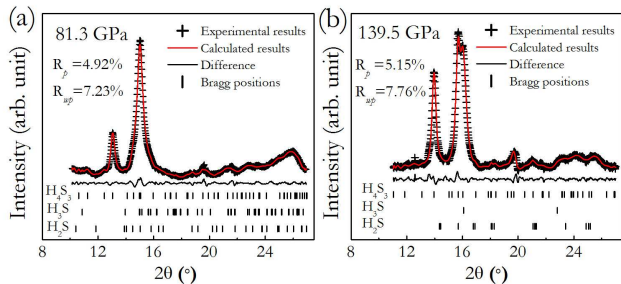 (a)
81.3 GPa
R_p=4.92%
R_wp=7.23%
Experimental results
Calculated results
Difference
Bragg positions
Intensity (arb. unit)
H₄S₃
H₃S
H₂S
8 12 16 20 24
2θ (°)
(b)
139.5 GPa
R_p=5.15%
R_wp=7.76%
Experimental results
Calculated results
Difference
Bragg positions
Intensity (arb. unit)
H₄S₃
H₃S
H₂S
8 12 16 20 24
2θ (°)